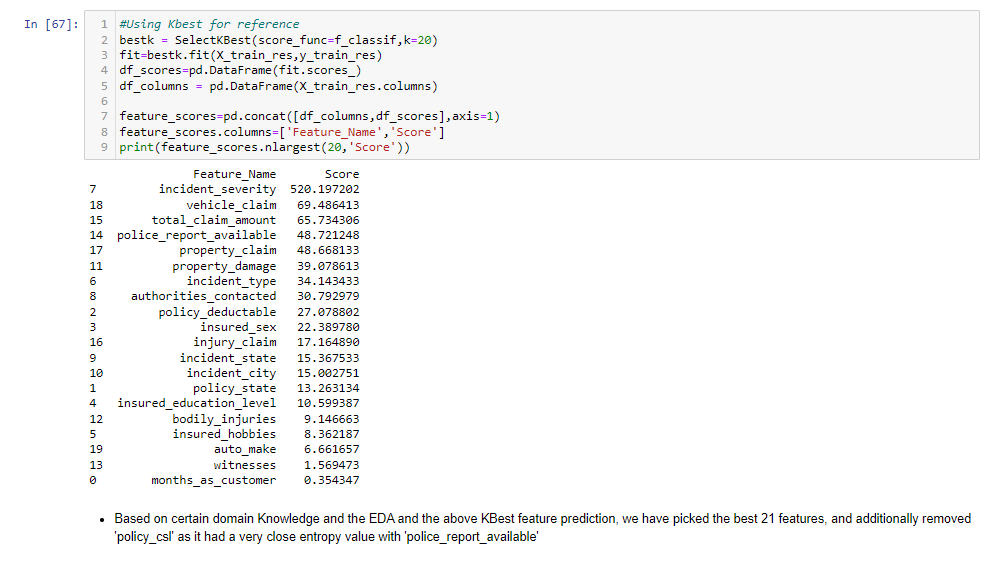 In [67]:
1 #Using Kbest for reference
2 bestk = SelectKBest(score_func=f_classif,k=20)
3 fit=bestk.fit(X_train_res,y_train_res)
4 df_scores=pd.DataFrame(fit.scores_)
5 df_columns = pd.DataFrame(X_train_res.columns)
6
7 feature_scores=pd.concat([df_columns,df_scores],axis=1)
8 feature_scores.columns=['Feature_Name','Score']
9 print(feature_scores.nlargest(20,'Score'))
Feature_Name Score
7 incident_severity 520.197202
18 vehicle_claim 69.486413
15 total_claim_amount 65.734306
14 police_report_available 48.721248
17 property_claim 48.668133
11 property_damage 39.078613
6 incident_type 34.143433
8 authorities_contacted 30.792979
2 policy_deductable 27.078802
3 insured_sex 22.389780
16 injury_claim 17.164890
9 incident_state 15.367533
10 incident_city 15.002751
1 policy_state 13.263134
4 insured_education_level 10.599387
12 bodily_injuries 9.146663
5 insured_hobbies 8.362187
19 auto_make 6.661657
13 witnesses 1.569473
0 months_as_customer 0.354347
• Based on certain domain Knowledge and the EDA and the above KBest feature prediction, we have picked the best 21 features, and additionally removed
'policy_csl' as it had a very close entropy value with 'police_report_available'